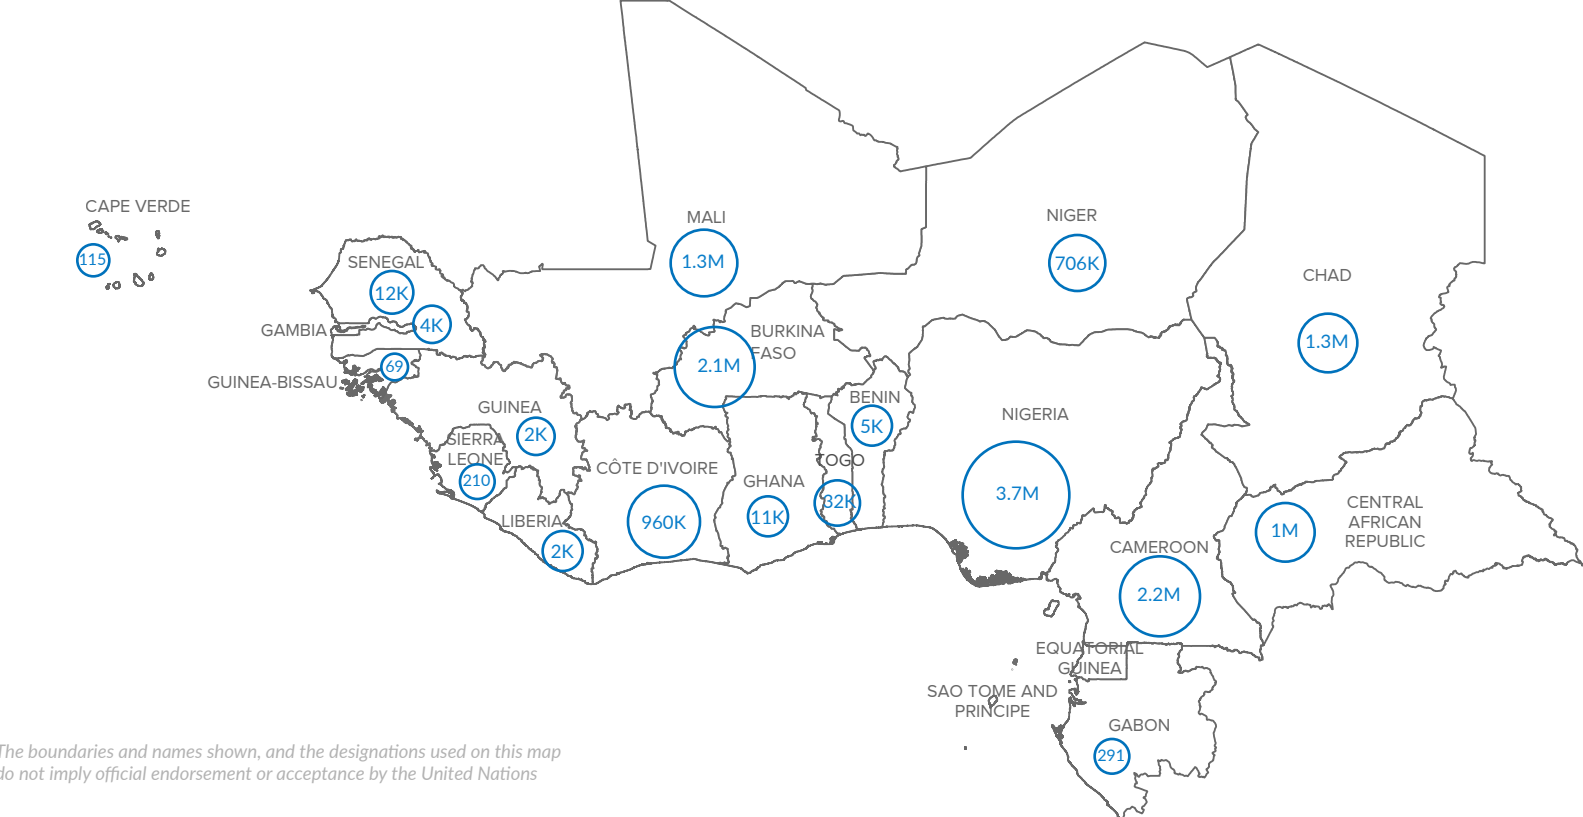 CAPE VERDE
115
SENEGAL
12K
GAMBIA
4K
GUINEA-BISSAU
69
GUINEA
2K
SIERRA
LEONE
210
LIBERIA
2K
MALI
1.3M
BURKINA
FASO
2.1M
CÔTE D'IVOIRE
960K
GHANA
11K
TOGO
32K
BENIN
5K
NIGER
706K
NIGERIA
3.7M
CHAD
1.3M
CENTRAL
AFRICAN
REPUBLIC
1M
CAMEROON
2.2M
EQUATORIAL
GUINEA
SAO TOME AND
PRINCIPE
GABON
291
The boundaries and names shown, and the designations used on this map
do not imply official endorsement or acceptance by the United Nations